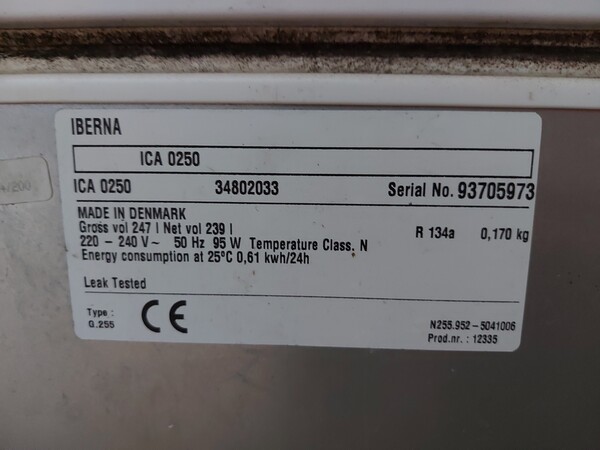 IBERNA
ICA 0250
ICA 0250 34802033 Serial No. 93705973
MADE IN DENMARK
Gross vol 247 l Net vol 239 l R 134a 0,170 kg
220 – 240 V~ 50 Hz 95 W Temperature Class. N
Energy consumption at 25°C 0,61 kwh/24h
Leak Tested
Type :
Q.255
CE
N255.952-5041006
Prod.nr. : 12335